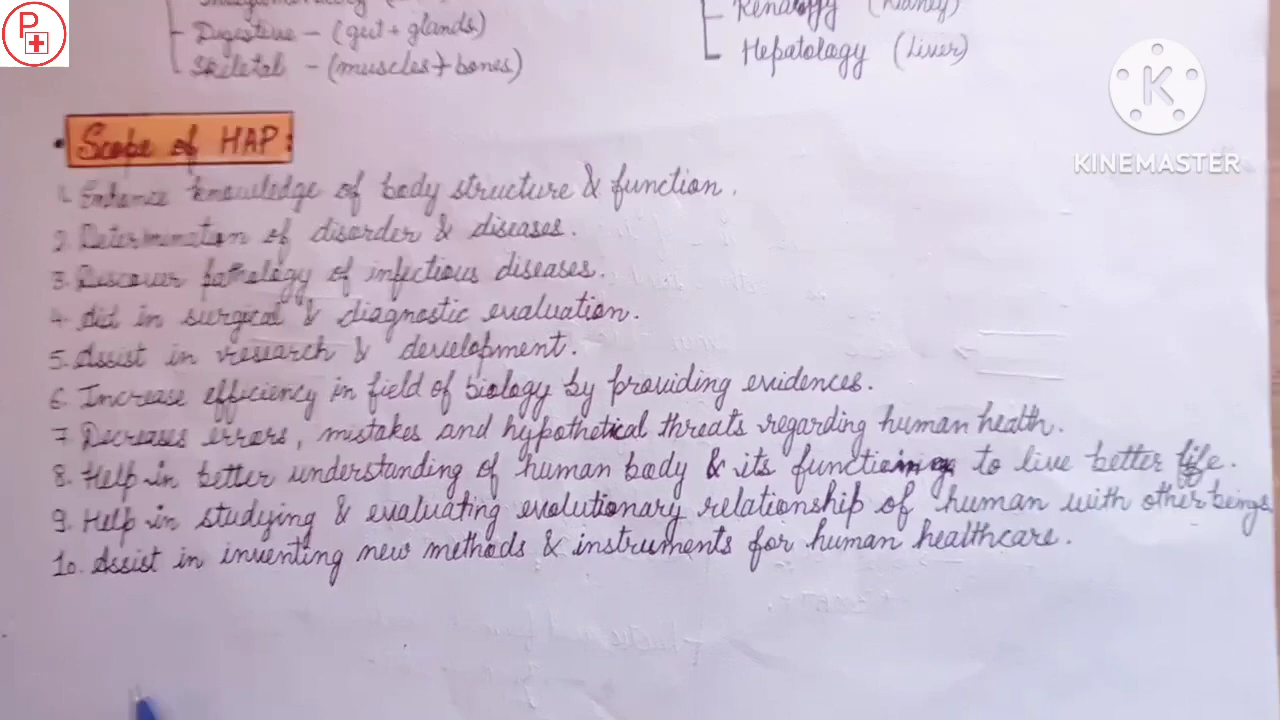 P
Renalogy (Kidney)
Digestive - (gut + glands)
Hepatology (Liver)
Skiletal - (muscles + bones)
K
KINEMASTER
• Scope of HAP:
1. Enhance knowledge of body structure & function.
2. Determination of disorder & diseases.
3. Discover pathology of infectious diseases.
4. Aid in surgical & diagnostic evaluation.
5. Assist in research & development.
6. Increase efficiency in field of biology by providing evidences.
7. Decreases errors, mistakes and hypothetical threats regarding human health.
8. Help in better understanding of human body & its functioning to live better life.
9. Help in studying & evaluating evolutionary relationship of human with other beings.
10. Assist in inventing new methods & instruments for human healthcare.